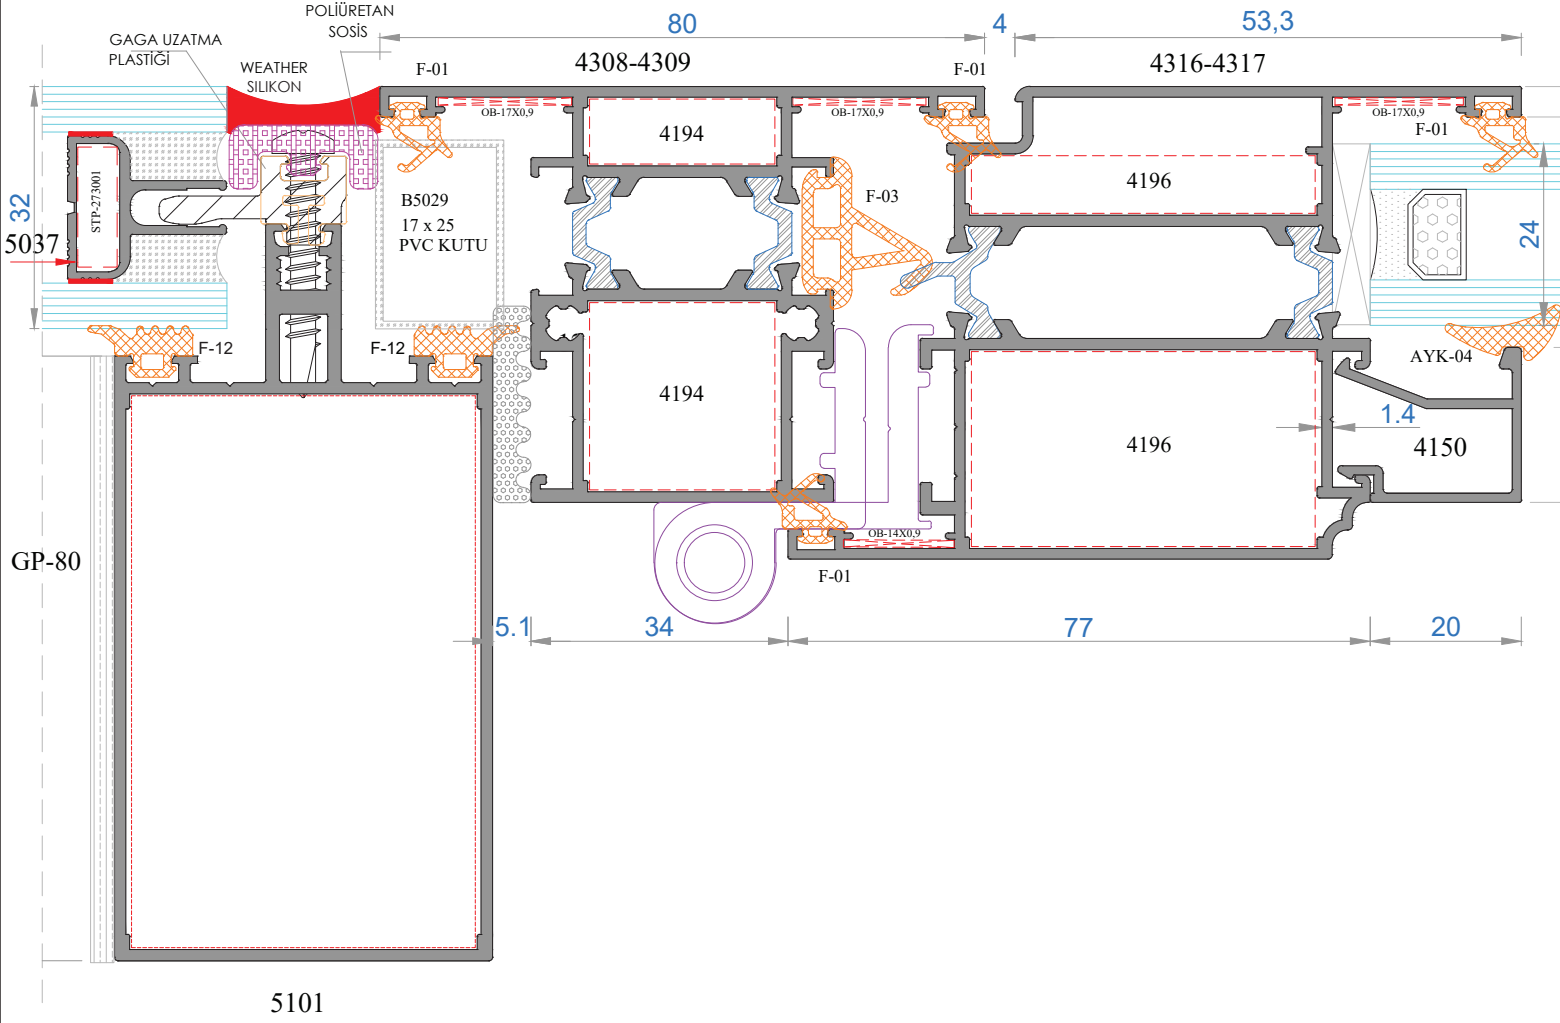 POLİÜRETAN
SOSİS
GAGA UZATMA
PLASTİĞİ
WEATHER
SILIKON
80
4
53,3
4308-4309
4316-4317
F-01
F-01
OB-17X0,9
OB-17X0,9
OB-17X0,9
F-01
4194
4196
STP-273001
B5029
17 x 25
PVC KUTU
F-03
32
5037
24
F-12
F-12
AYK-04
4194
4196
1.4
4150
OB-14X0,9
F-01
GP-80
5.1
34
77
20
5101